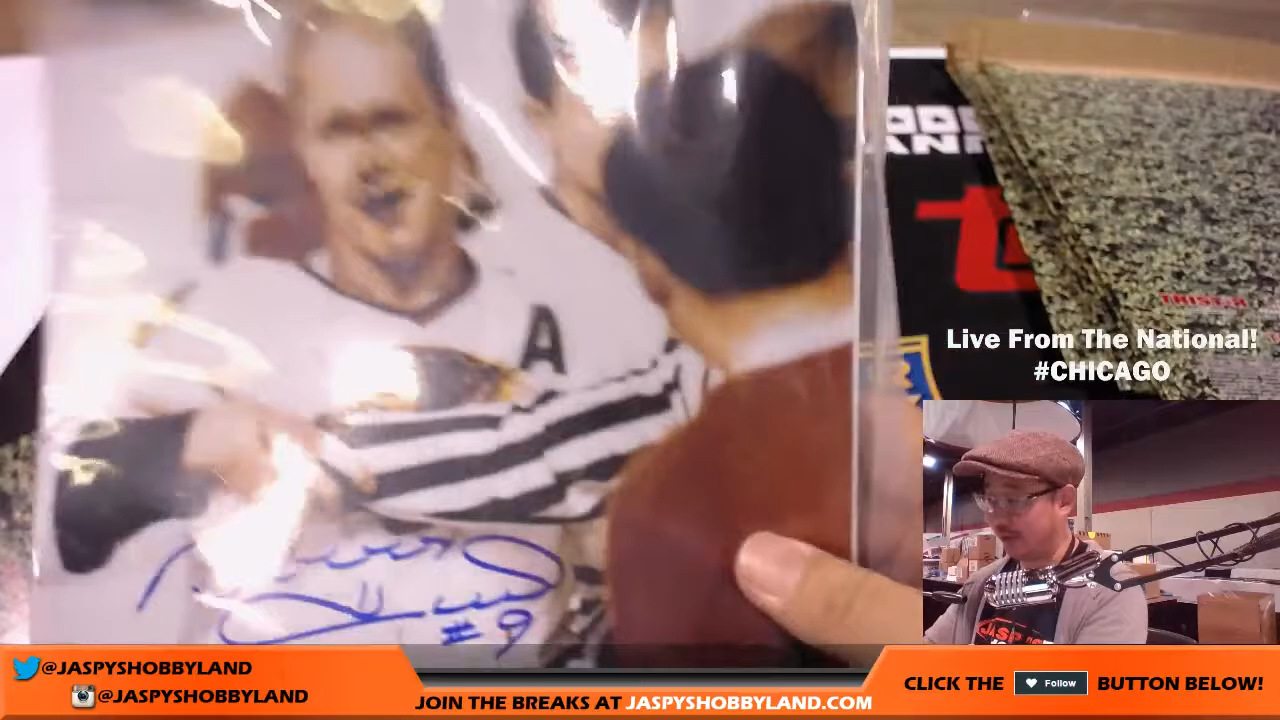 A
#9
TRISTAR
Live From The National!
#CHICAGO
@JASPYSHOBBYLAND
@JASPYSHOBBYLAND
JOIN THE BREAKS AT JASPYSHOBBYLAND.COM
CLICK THE Follow BUTTON BELOW!